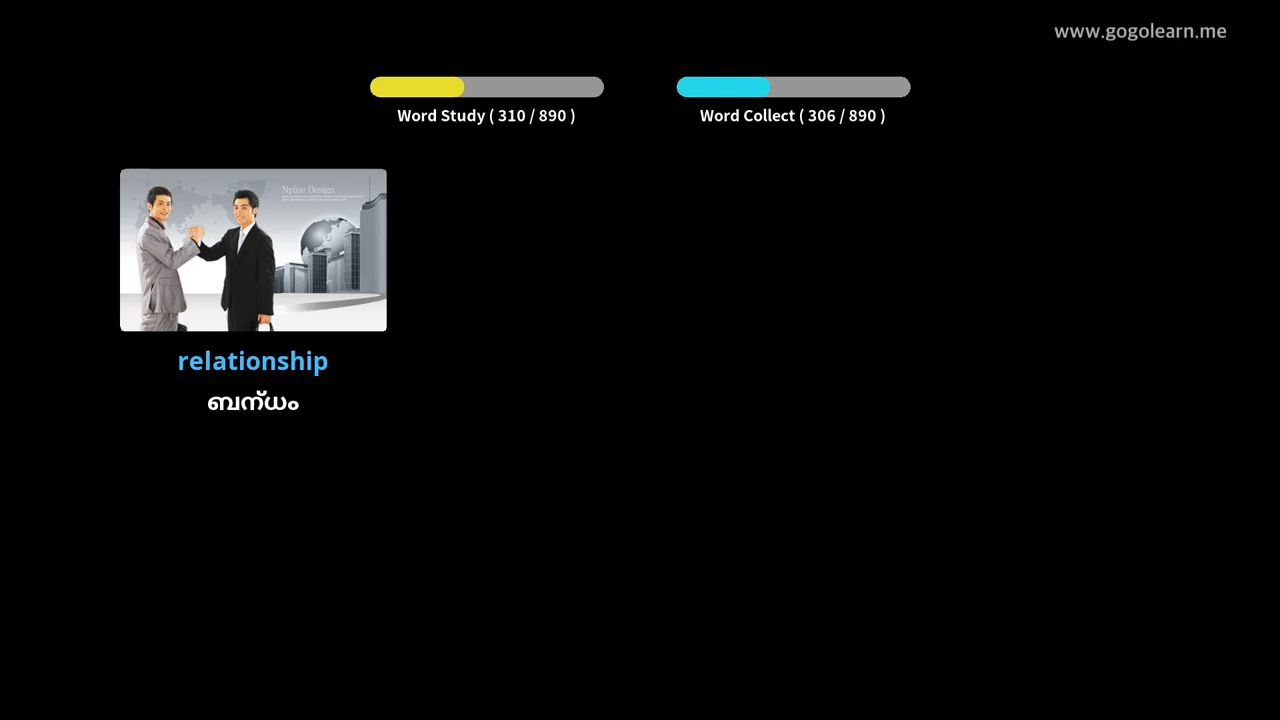 www.gogolearn.me
Word Study ( 310 / 890 )
Word Collect ( 306 / 890 )
Npine Design
relationship
ബന്ധം